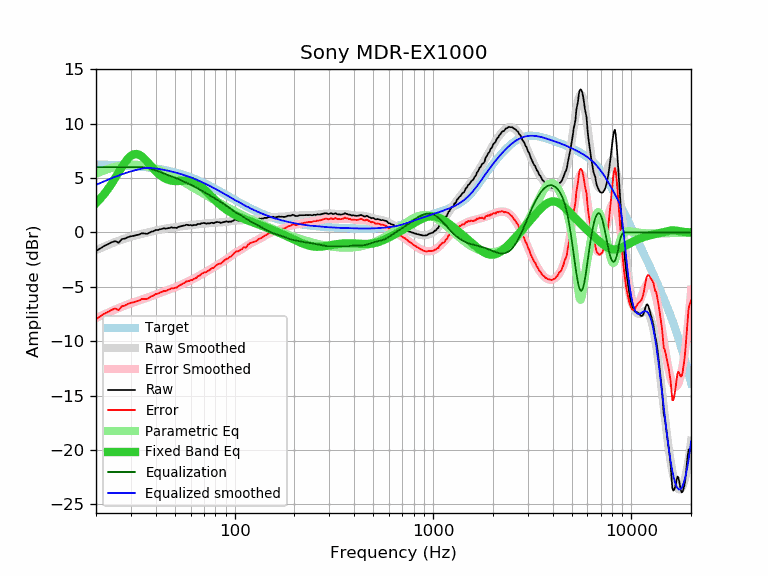 Sony MDR-EX1000
15
10
5
0
−5
−10
−15
−20
−25
Amplitude (dBr)
Target
Raw Smoothed
Error Smoothed
Raw
Error
Parametric Eq
Fixed Band Eq
Equalization
Equalized smoothed
100
1000
10000
Frequency (Hz)